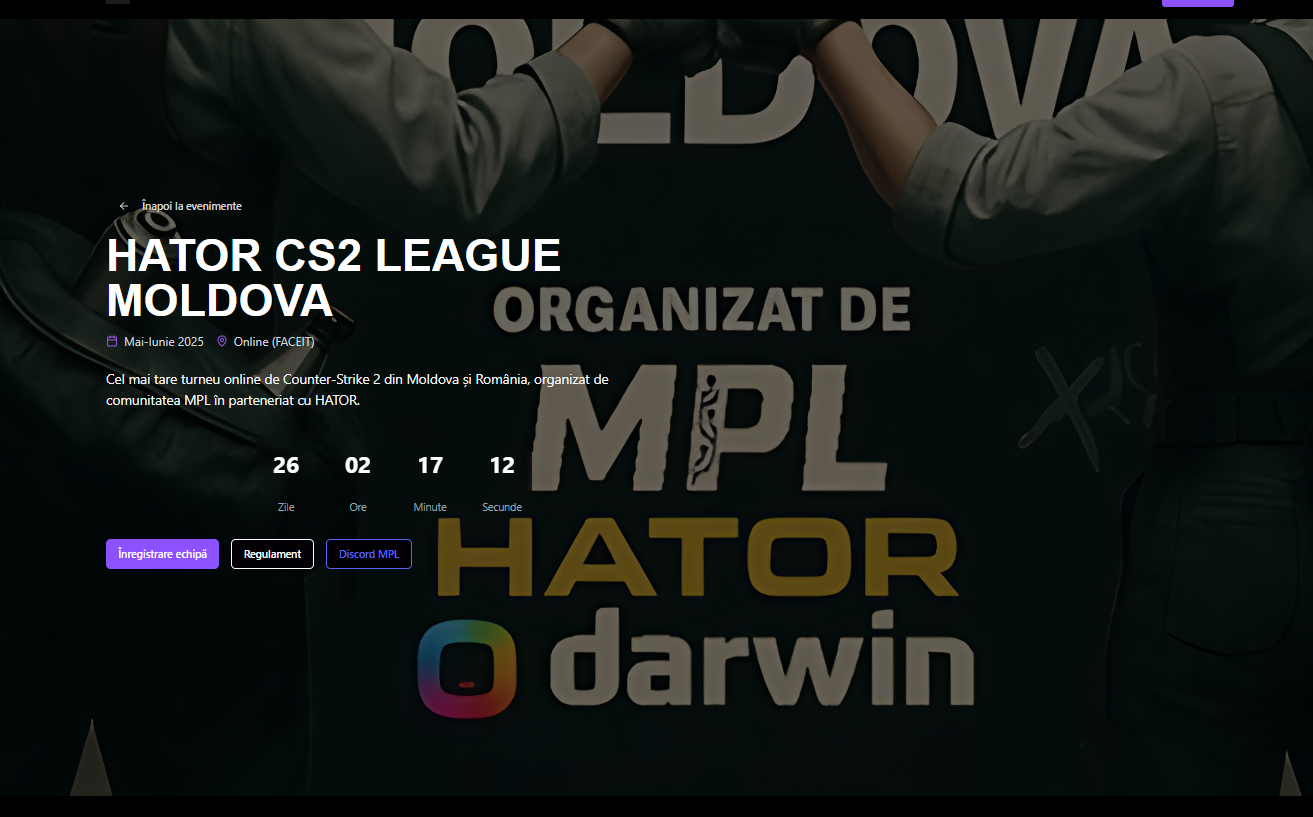 MOLDOVA
Înapoi la evenimente
HATOR CS2 LEAGUE
MOLDOVA
Mai-Iunie 2025 Online (FACEIT)
Cel mai tare turneu online de Counter-Strike 2 din Moldova și România, organizat de
comunitatea MPL în parteneriat cu HATOR.
26 02 17 12
Zile Ore Minute Secunde
Înregistrare echipă Regulament Discord MPL
ORGANIZAT DE
MPL
HATOR
darwin